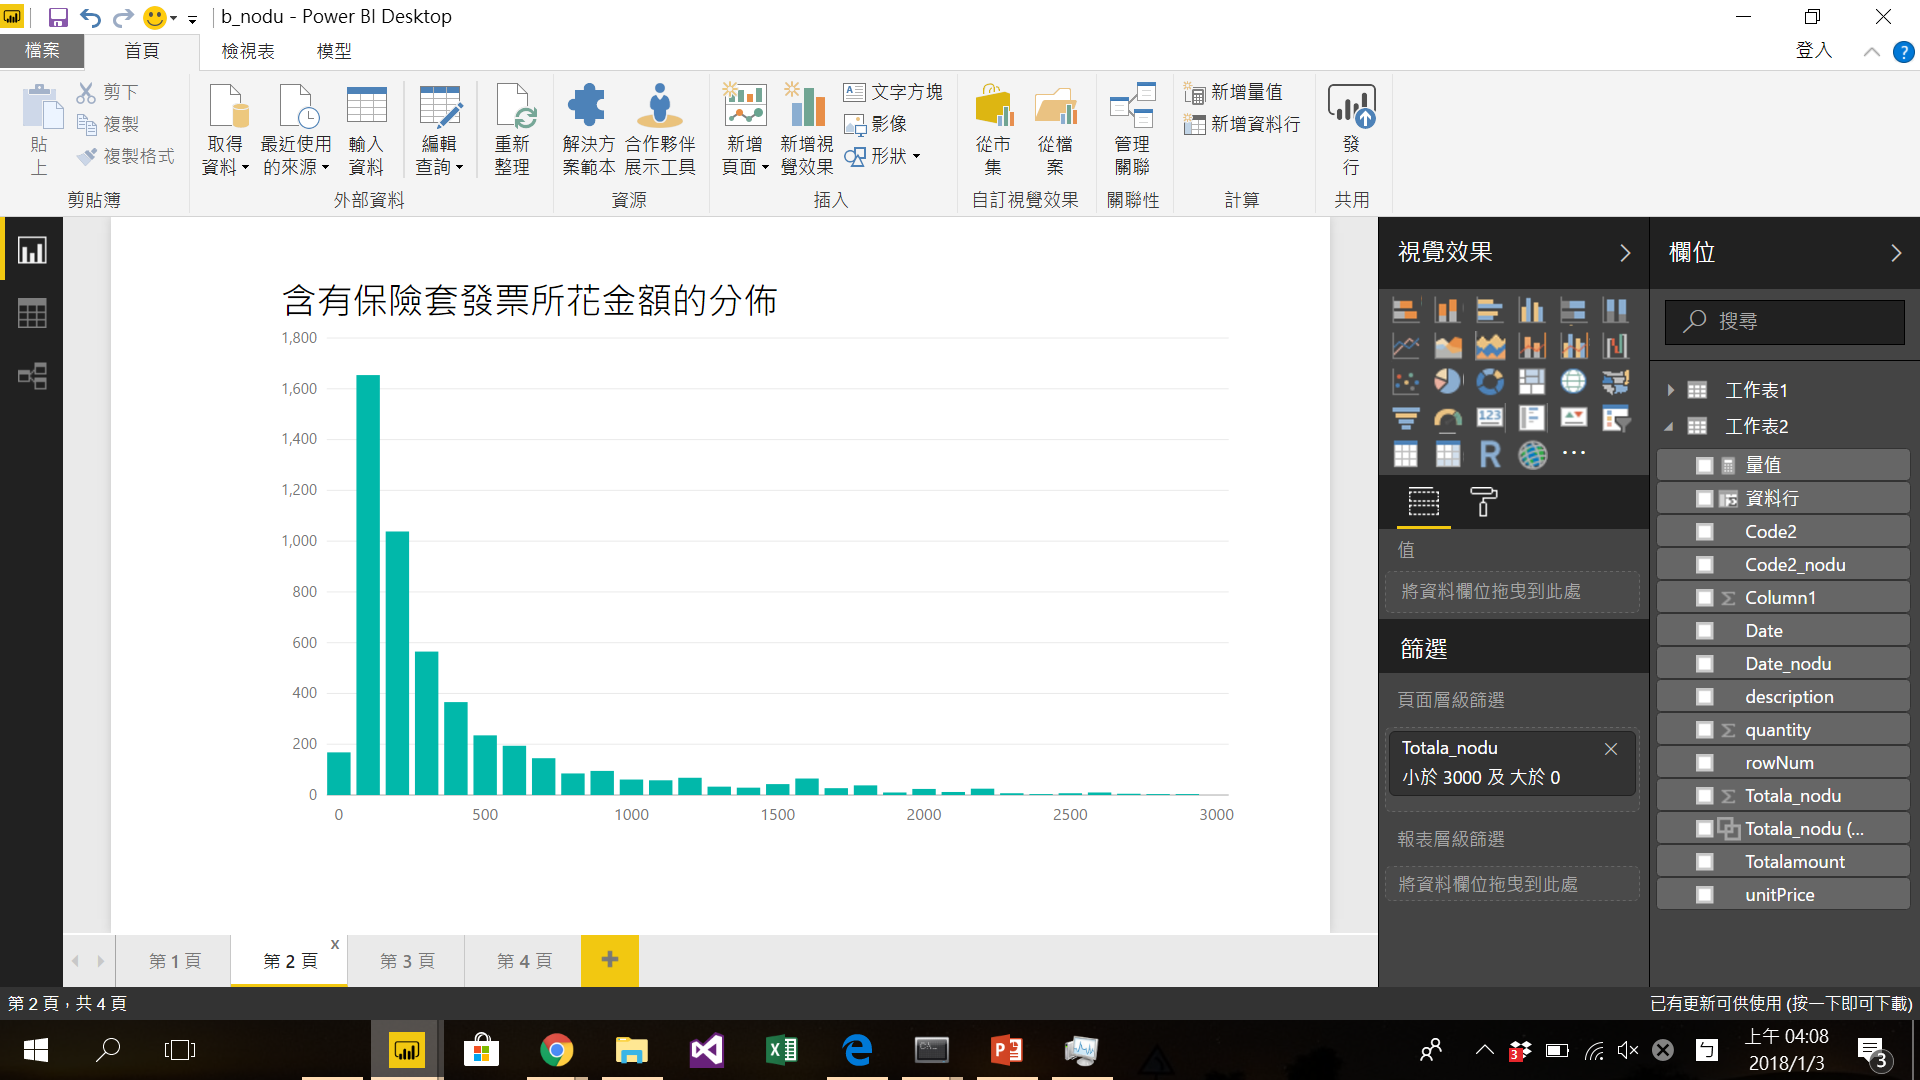 b_nodu - Power BI Desktop
檔案 首頁 檢視表 模型 登入
剪下
複製
複製格式
貼上
剪貼簿
取得資料
最近使用的來源
輸入資料
編輯查詢
重新整理
外部資料
解決方案範本
合作夥伴展示工具
資源
新增頁面
新增視覺效果
文字方塊
影像
形狀
插入
從市集
從檔案
自訂視覺效果
管理關聯
關聯性
新增量值
新增資料行
計算
發行
共用
含有保險套發票所花金額的分佈
1,800
1,600
1,400
1,200
1,000
800
600
400
200
0
0 500 1000 1500 2000 2500 3000
視覺效果
123
R
值
將資料欄位拖曳到此處
篩選
頁面層級篩選
Totala_nodu
小於 3000 及 大於 0
報表層級篩選
將資料欄位拖曳到此處
欄位
搜尋
工作表1
工作表2
量值
資料行
Code2
Code2_nodu
Column1
Date
Date_nodu
description
quantity
rowNum
Totala_nodu
Totala_nodu (...
Totalamount
unitPrice
第 1 頁 第 2 頁 x 第 3 頁 第 4 頁 +
第 2 頁，共 4 頁
已有更新可供使用 (按一下即可下載)
上午 04:08
2018/1/3
3
3
ㄅ